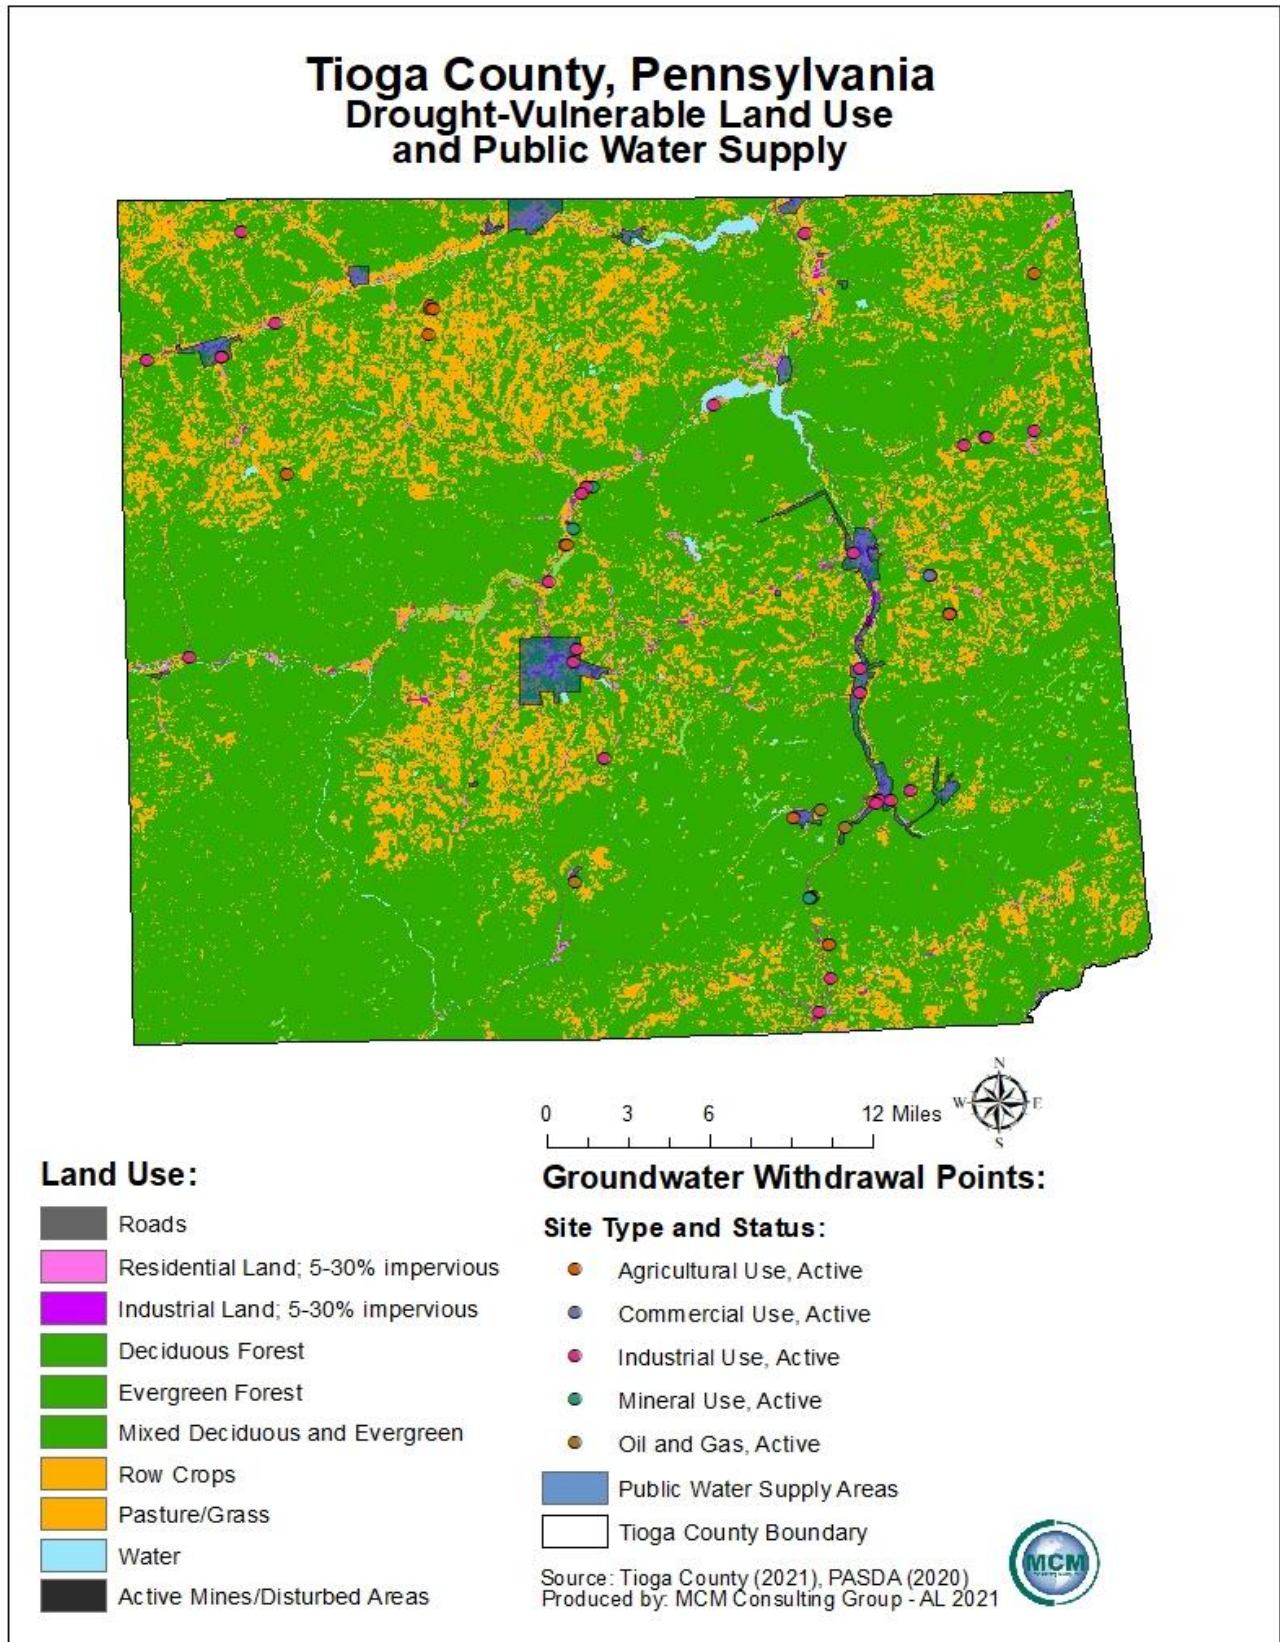 Tioga County, Pennsylvania
Drought-Vulnerable Land Use
and Public Water Supply
0 3 6 12 Miles
N
W E
S
Land Use:
Roads
Residential Land; 5-30% impervious
Industrial Land; 5-30% impervious
Deciduous Forest
Evergreen Forest
Mixed Deciduous and Evergreen
Row Crops
Pasture/Grass
Water
Active Mines/Disturbed Areas
Groundwater Withdrawal Points:
Site Type and Status:
Agricultural Use, Active
Commercial Use, Active
Industrial Use, Active
Mineral Use, Active
Oil and Gas, Active
Public Water Supply Areas
Tioga County Boundary
Source: Tioga County (2021), PASDA (2020)
Produced by: MCM Consulting Group - AL 2021
MCM